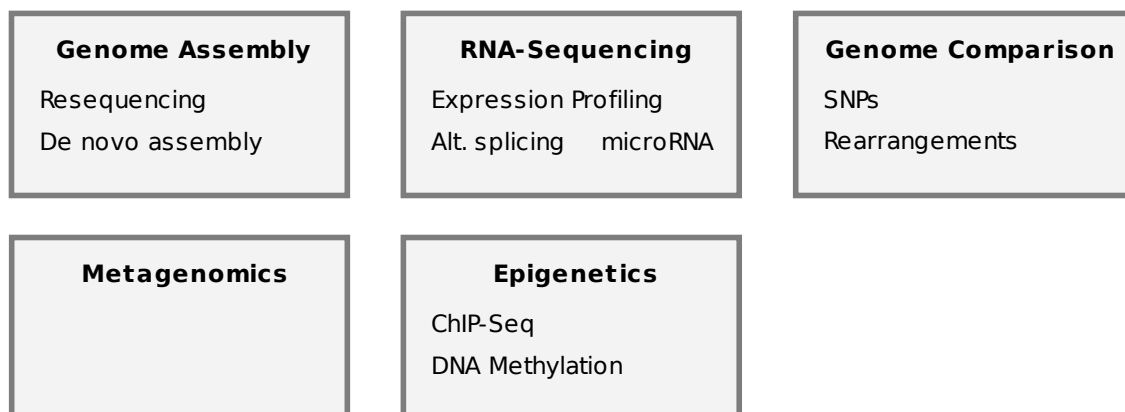 Genome Assembly
Resequencing
De novo assembly
RNA-Sequencing
Expression Profiling
Alt. splicing microRNA
Genome Comparison
SNPs
Rearrangements
Metagenomics
Epigenetics
ChIP-Seq
DNA Methylation